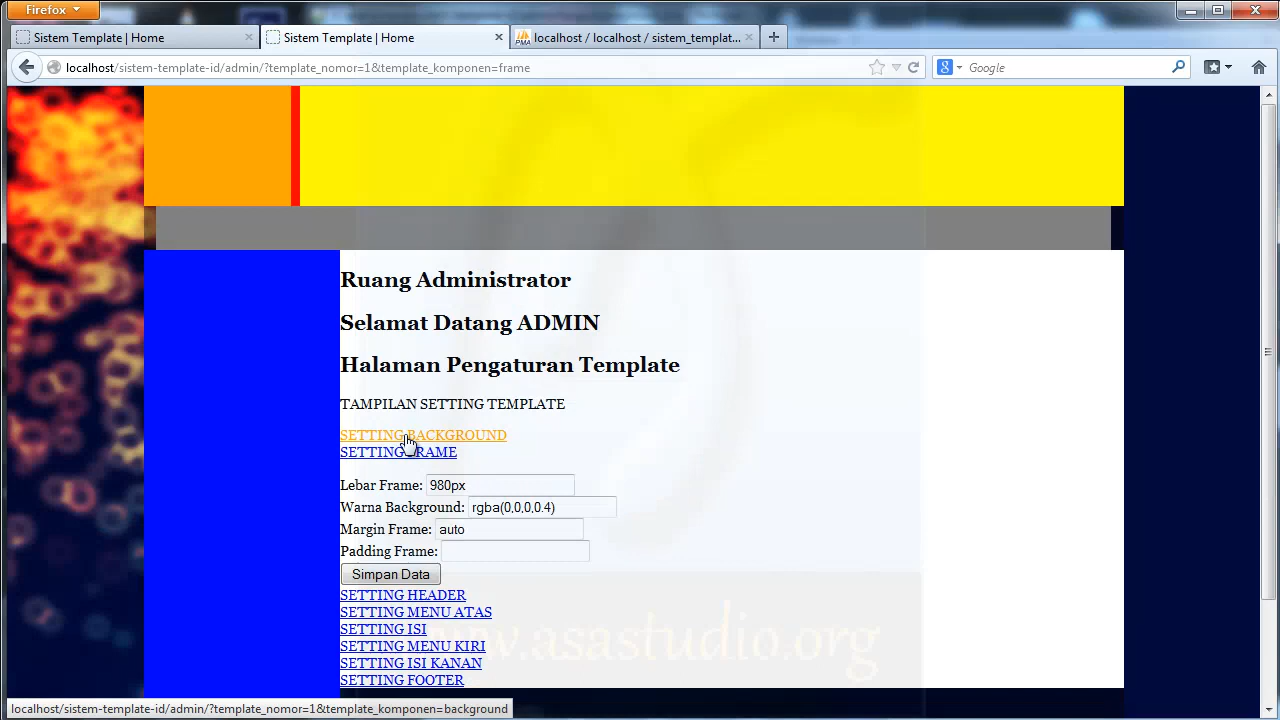 Firefox
Sistem Template | Home
Sistem Template | Home
PMA
localhost / localhost / sistem_templat...
localhost/sistem-template-id/admin/?template_nomor=1&template_komponen=frame
Google
Ruang Administrator
Selamat Datang ADMIN
Halaman Pengaturan Template
TAMPILAN SETTING TEMPLATE
SETTING BACKGROUND
SETTING FRAME
Lebar Frame: 980px
Warna Background: rgba(0,0,0,0.4)
Margin Frame: auto
Padding Frame:
Simpan Data
SETTING HEADER
SETTING MENU ATAS
SETTING ISI
SETTING MENU KIRI
SETTING ISI KANAN
SETTING FOOTER
www.asastudio.org
localhost/sistem-template-id/admin/?template_nomor=1&template_komponen=background